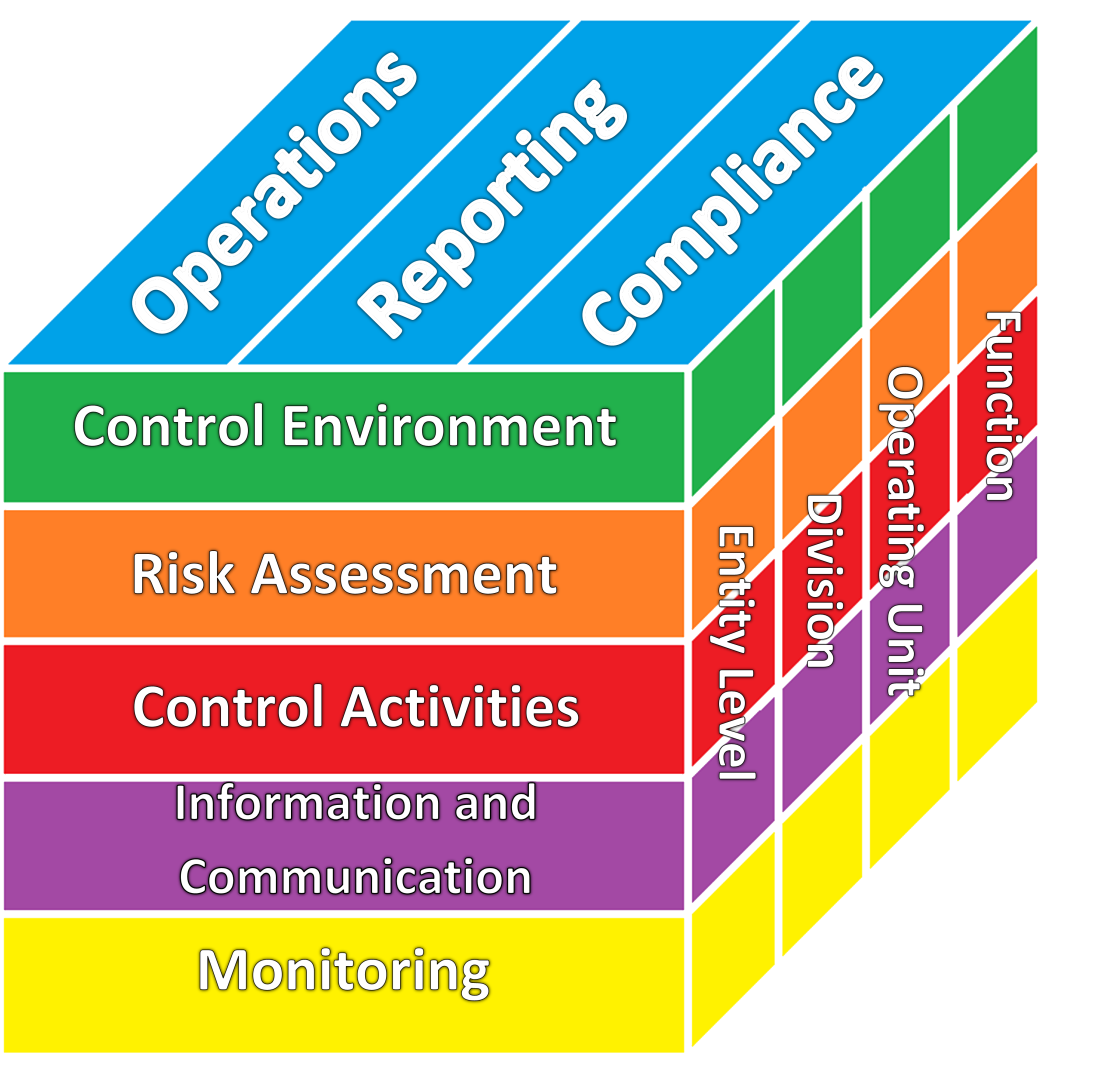 Operations
Reporting
Compliance
Control Environment
Risk Assessment
Control Activities
Information and
Communication
Monitoring
Entity Level
Division
Operating Unit
Function